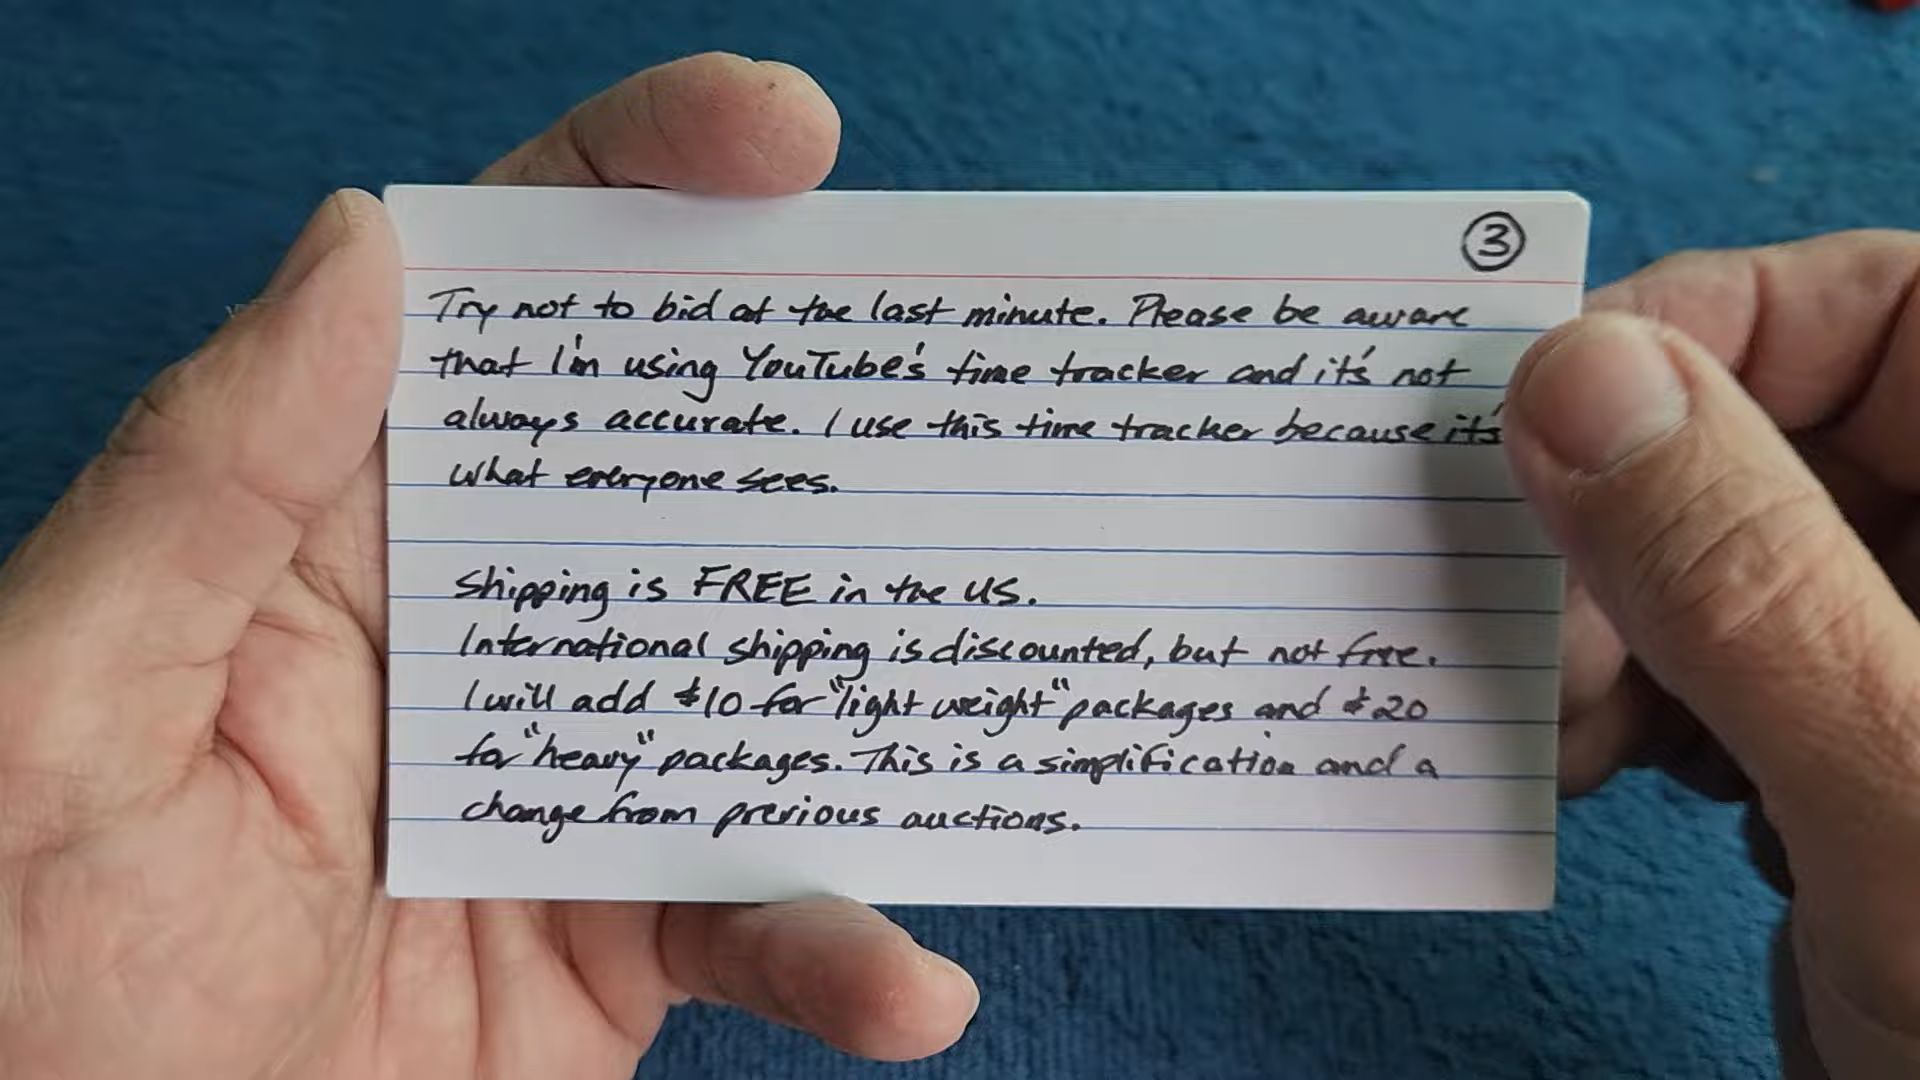 3
Try not to bid at the last minute. Please be aware
that I'm using YouTube's time tracker and it's not
always accurate. I use this time tracker because it's
what everyone sees.
Shipping is FREE in the US.
International shipping is discounted, but not free.
I will add $10 for "light weight" packages and $20
for "heavy" packages. This is a simplification and a
change from previous auctions.